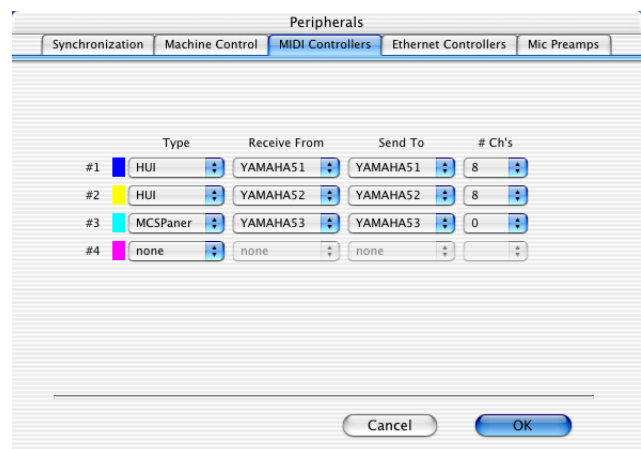 Peripherals
Synchronization Machine Control MIDI Controllers Ethernet Controllers Mic Preamps
Type Receive From Send To # Ch's
#1 HUI YAMAHA51 YAMAHA51 8
#2 HUI YAMAHA52 YAMAHA52 8
#3 MCSPaner YAMAHA53 YAMAHA53 0
#4 none none none
Cancel OK